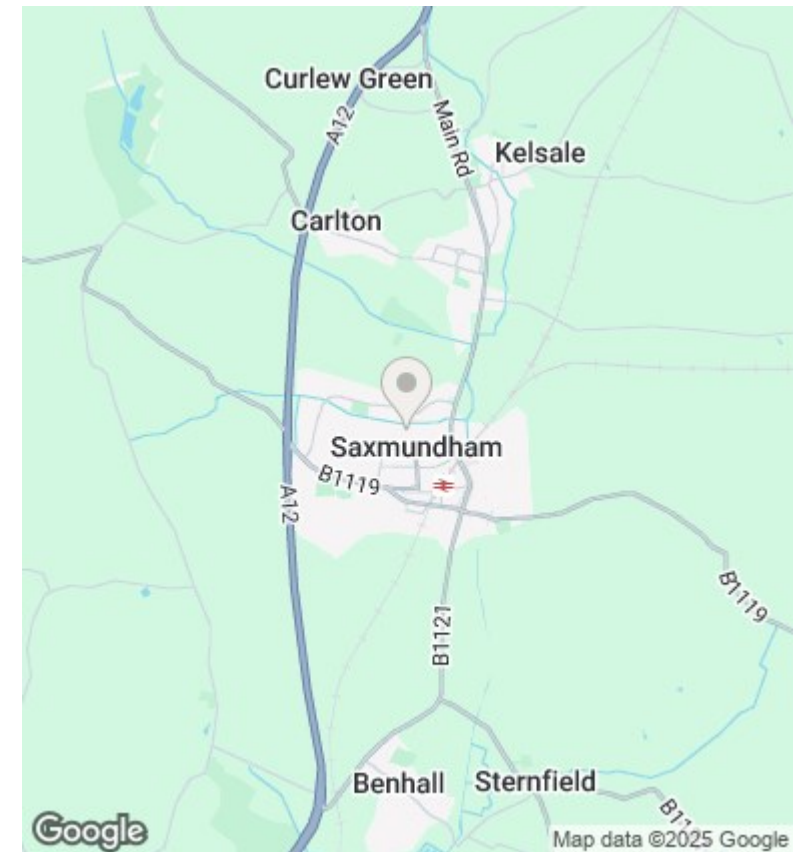 Curlew Green
A12
Main Rd
Kelsale
Carlton
Saxmundham
B1119
A12
B1119
B1121
Benhall
Sternfield
Google
Map data ©2025 Google